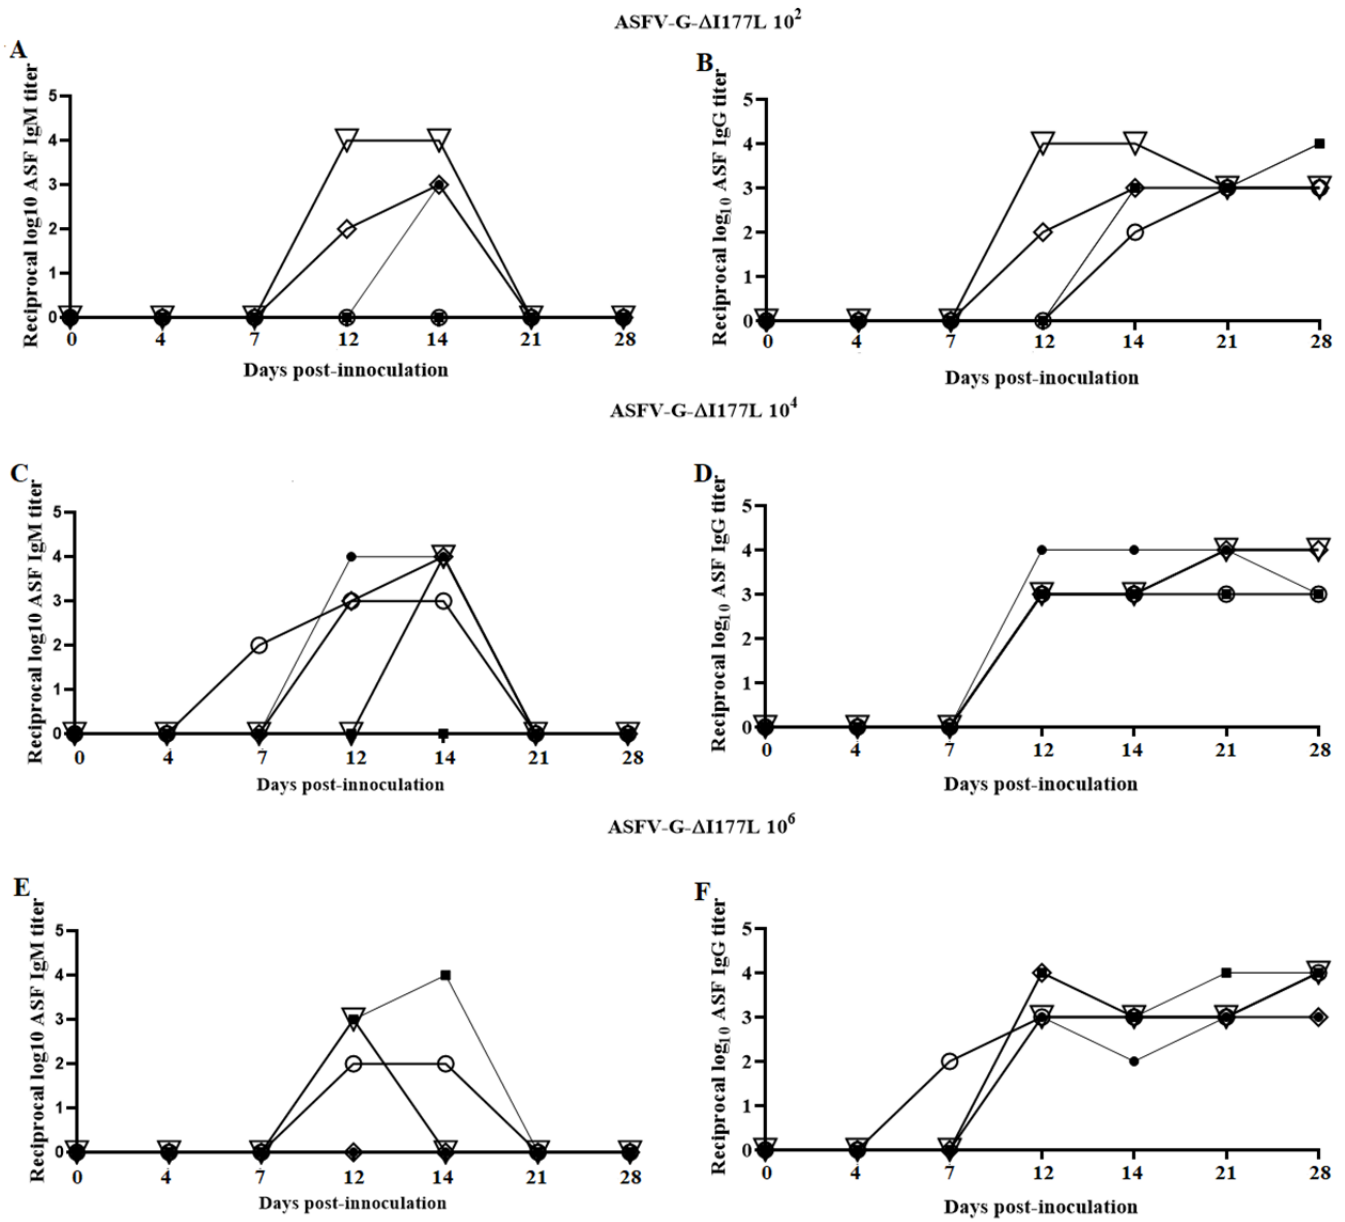 ASFV-G-ΔI177L 10²
A
Reciprocal log10 ASF IgM titer
5
4
3
2
1
0
0 4 7 12 14 21 28
Days post-innoculation
B
Reciprocal log₁₀ ASF IgG titer
5
4
3
2
1
0
0 4 7 12 14 21 28
Days post-inoculation
ASFV-G-ΔI177L 10⁴
C
Reciprocal log10 ASF IgM titer
5
4
3
2
1
0
0 4 7 12 14 21 28
Days post-innoculation
D
Reciprocal log₁₀ ASF IgG titer
5
4
3
2
1
0
0 4 7 12 14 21 28
Days post-inoculation
ASFV-G-ΔI177L 10⁶
E
Reciprocal log10 ASF IgM titer
5
4
3
2
1
0
0 4 7 12 14 21 28
Days post-innoculation
F
Reciprocal log₁₀ ASF IgG titer
5
4
3
2
1
0
0 4 7 12 14 21 28
Days post-inoculation